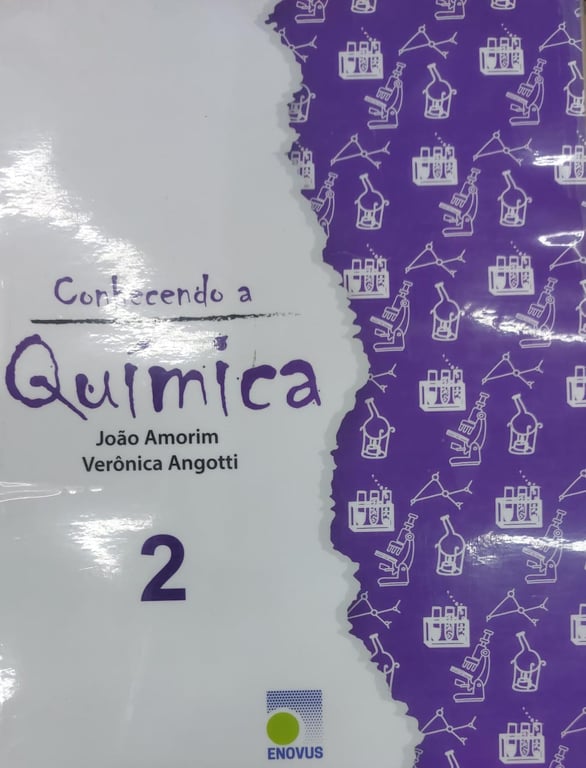 Conhecendo a
Química
João Amorim
Verônica Angotti
2
ENOVUS